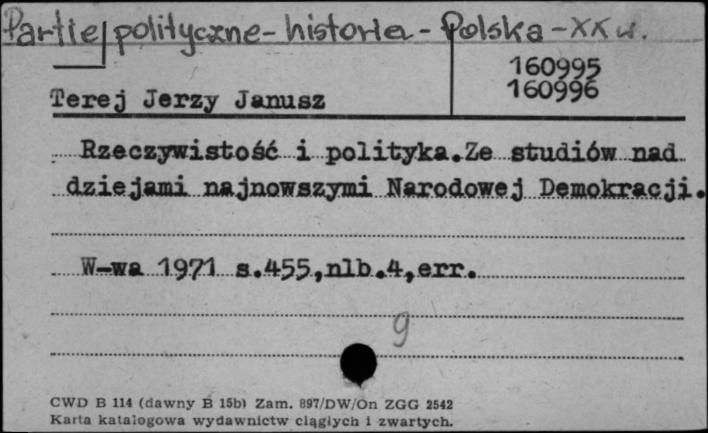 Partie polityczne - historia - Polska - XX w.
160995
160996
Terej Jerzy Janusz
Rzeczywistość i polityka.Ze studiów nad
dziejami najnowszymi Narodowej Demokracji.
W-wa 1971 s.455,nlb.4,err.
9
CWD B 114 (dawny B 15b) Zam. 897/DW/On ZGG 2542
Karta katalogowa wydawnictw ciągłych i zwartych.